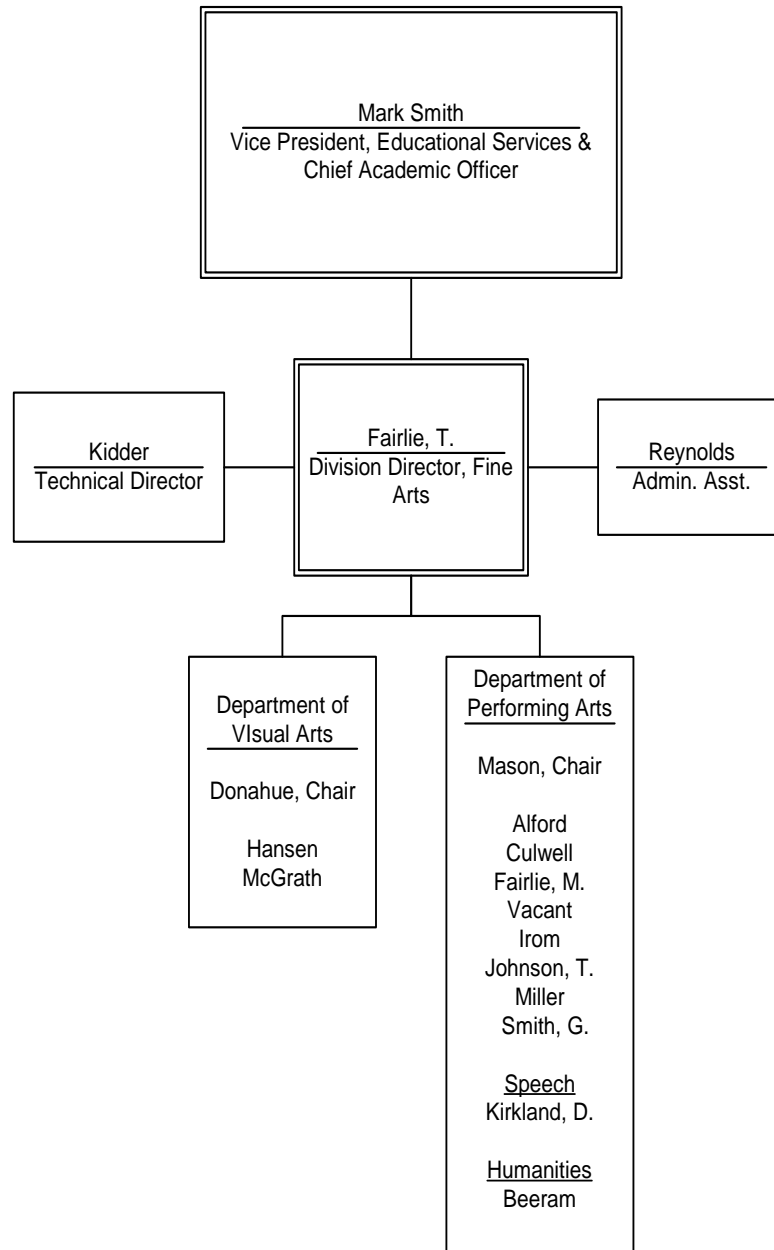 Mark Smith
Vice President, Educational Services &
Chief Academic Officer
Kidder
Technical Director
Fairlie, T.
Division Director, Fine
Arts
Reynolds
Admin. Asst.
Department of
VIsual Arts
Donahue, Chair
Hansen
McGrath
Department of
Performing Arts
Mason, Chair
Alford
Culwell
Fairlie, M.
Vacant
Irom
Johnson, T.
Miller
Smith, G.
Speech
Kirkland, D.
Humanities
Beeram